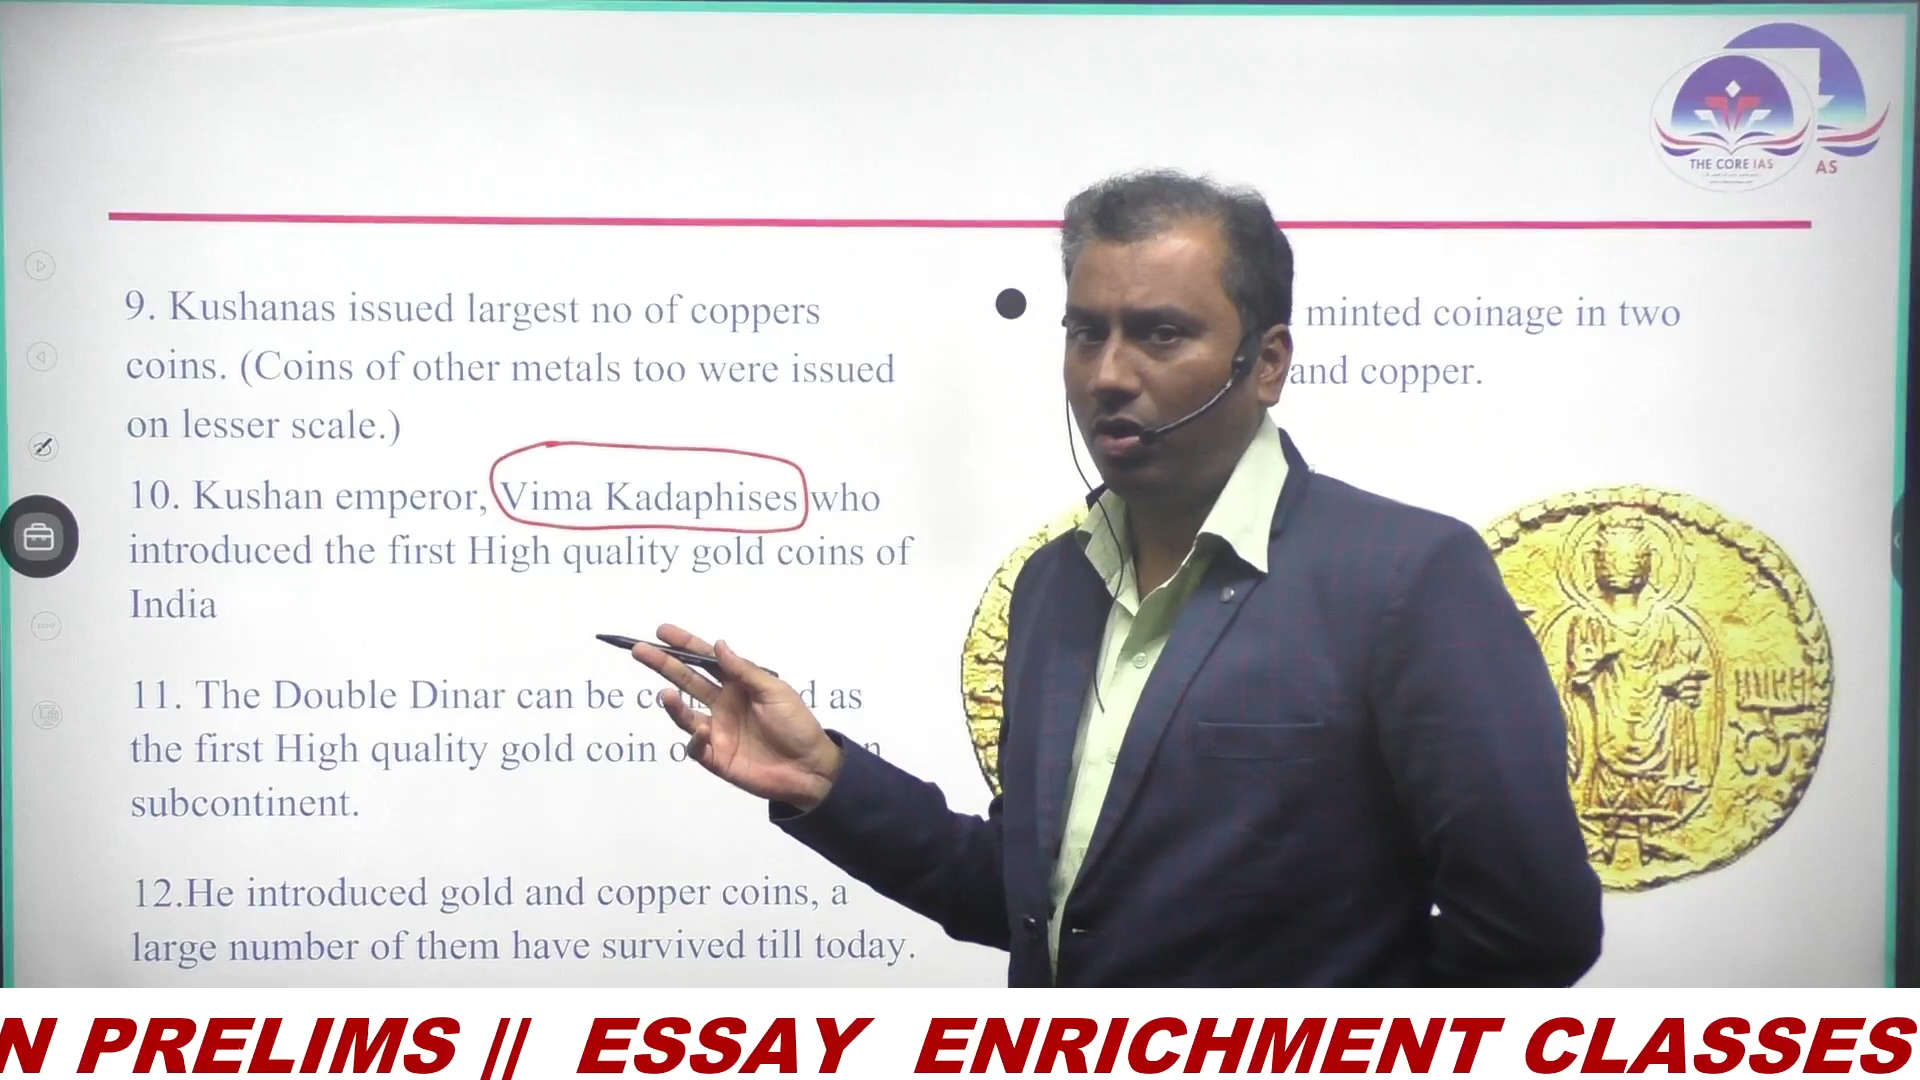 THE CORE IAS
AS
9. Kushanas issued largest no of coppers
coins. (Coins of other metals too were issued
on lesser scale.)
10. Kushan emperor, Vima Kadaphises who
introduced the first High quality gold coins of
India
11. The Double Dinar can be as
the first High quality gold coin
subcontinent.
12.He introduced gold and copper coins, a
large number of them have survived till today.
minted coinage in two
and copper.
N PRELIMS // ESSAY ENRICHMENT CLASSES